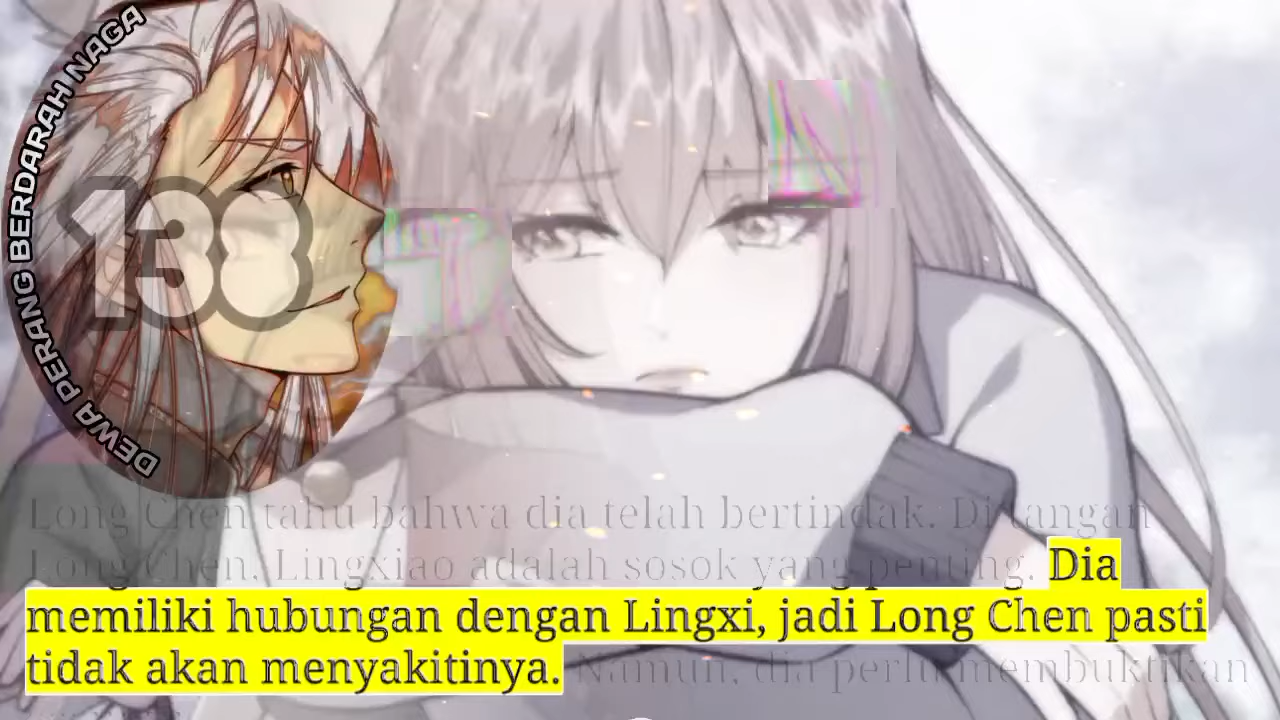 DEWA PERANG BERDARAH NAGA
138
Long Chen tahu bahwa dia telah bertindak. Di tangan
Long Chen, Lingxiao adalah sosok yang penting. Dia
memiliki hubungan dengan Lingxi, jadi Long Chen pasti
tidak akan menyakitinya. Namun, dia perlu membuktikan